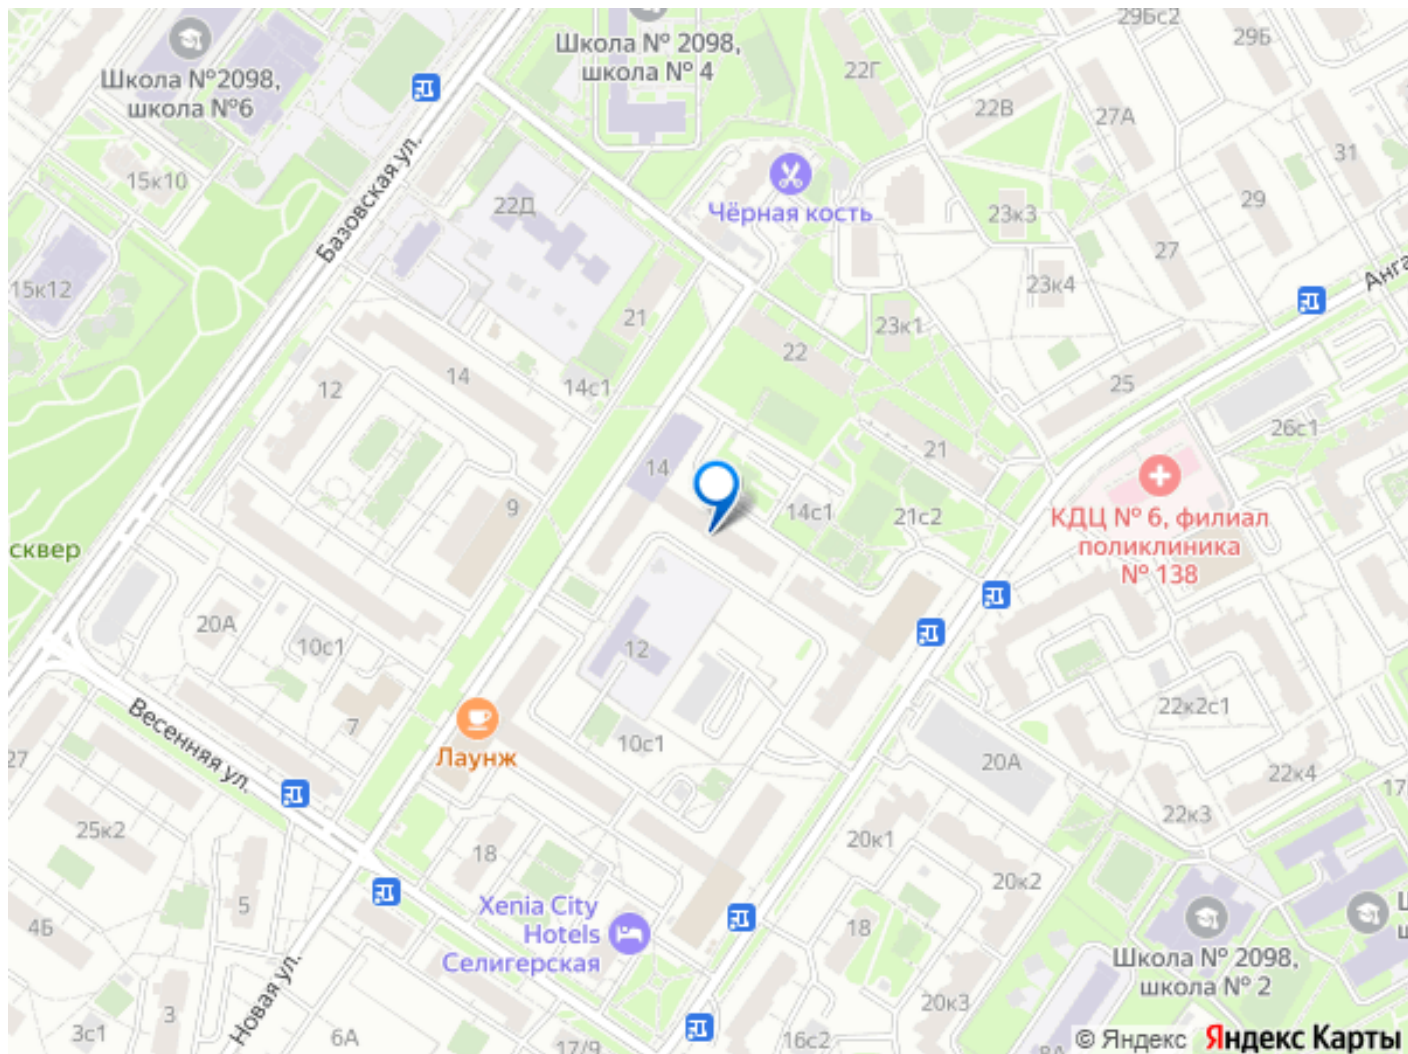 29Бс2
29Б
Школа № 2098,
школа № 4
22Г
Школа №2098,
школа №6
22В
27А
31
15к10
Базовская ул.
22Д
Чёрная кость
23к3
29
27
15к12
23к4
Анга
21
23к1
22
12
14
14с1
25
26с1
14
21
9
14с1
21с2
КДЦ № 6, филиал
поликлиника
№ 138
сквер
20А
10с1
12
7
Весенняя ул.
22к2с1
27
Лаунж
10с1
20А
22к4
17
22к3
25к2
18
20к1
20к2
5
Xenia City
Hotels
Селигерская
4Б
18
Школа № 2098,
школа № 2
Новая ул.
3
3с1
6А
20к3
17/9
16с2
8А
© Яндекс Яндекс Карты